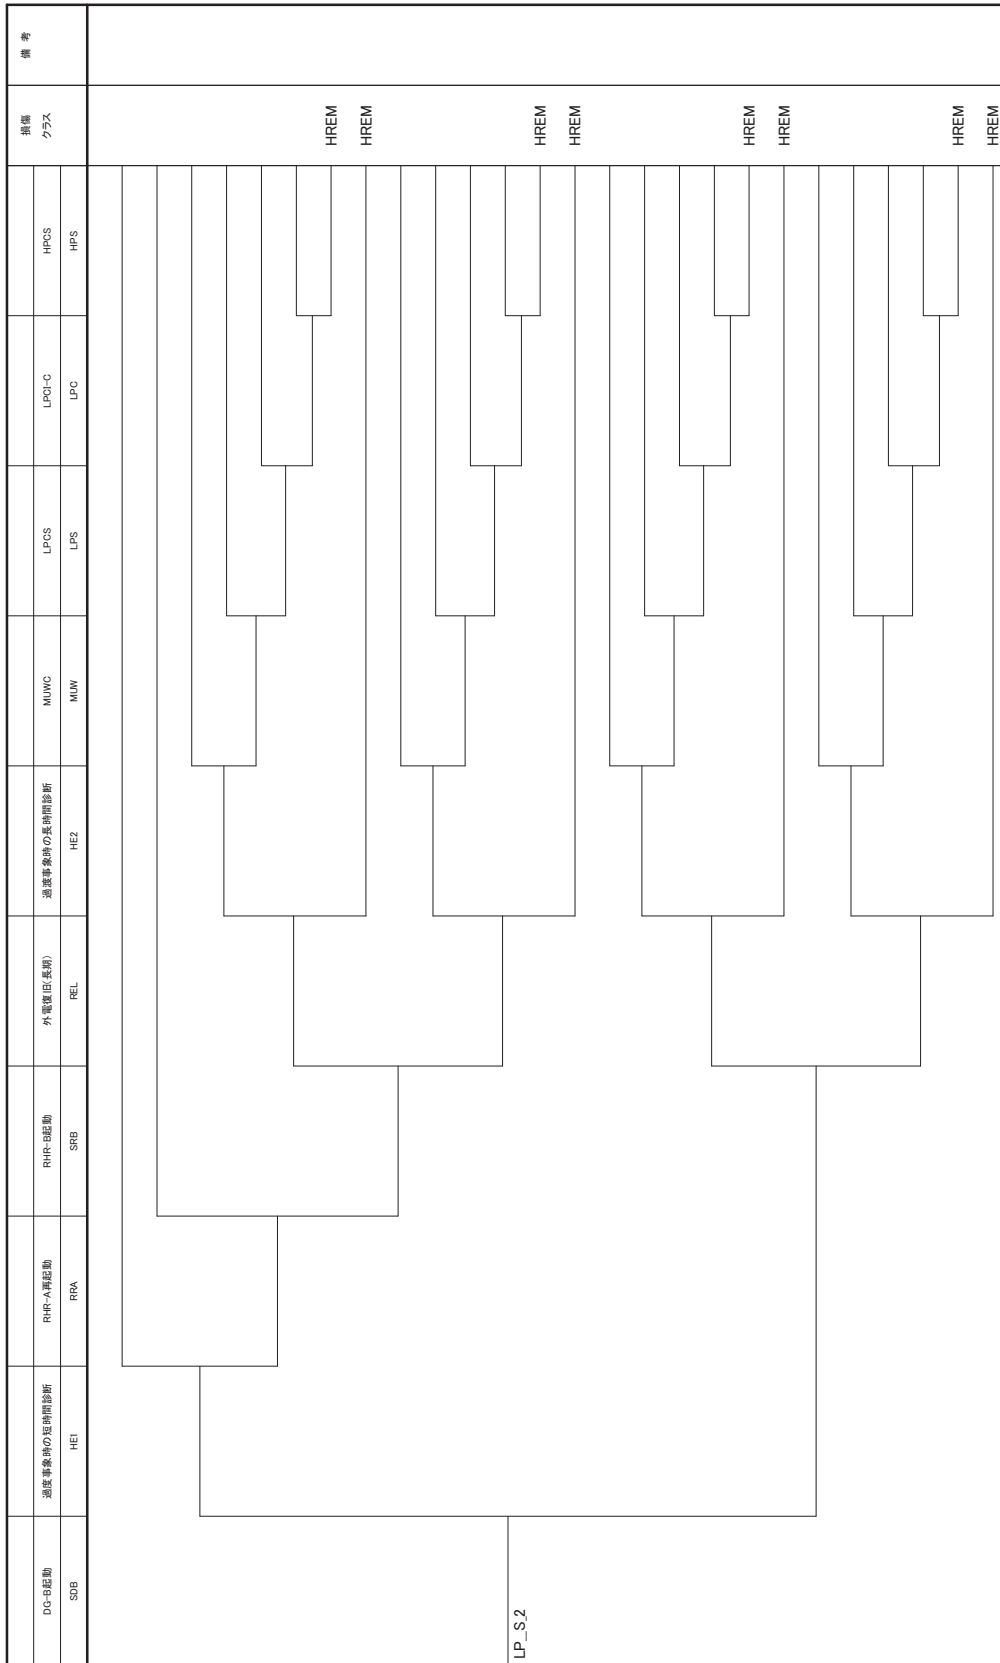 DG-B起動
SDB
過度事象時の短時間診断
HE1
RHR-A再起動
RRA
RHR-B起動
SRB
外電復旧(長期)
REL
過渡事象時の長時間診断
HE2
MUWC
MUW
LPCS
LPS
LPCI-C
LPC
HPCS
HPS
損傷
クラス
備 考
LP_S_2
HREM
HREM
HREM
HREM
HREM
HREM
HREM
HREM